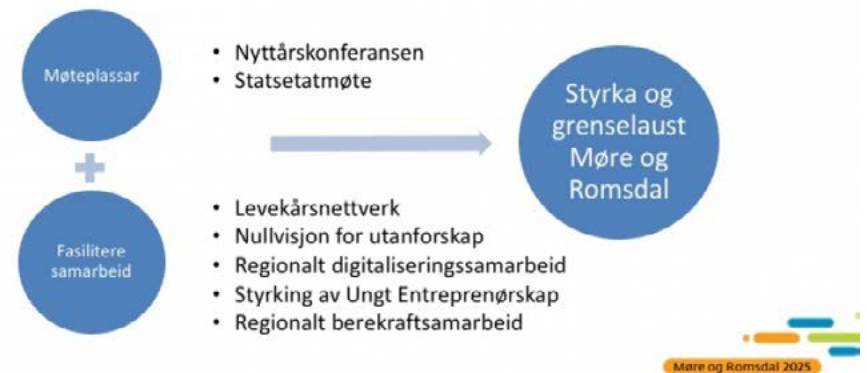 Møteplassar
• Nyttårskonferansen
• Statsetatmøte
Fasilitere
samarbeid
• Levekårsnettverk
• Nullvisjon for utanforskap
• Regionalt digitaliseringssamarbeid
• Styrking av Ungt Entreprenørskap
• Regionalt berekraftsamarbeid
Styrka og
grenselaust
Møre og
Romsdal
Møre og Romsdal 2025